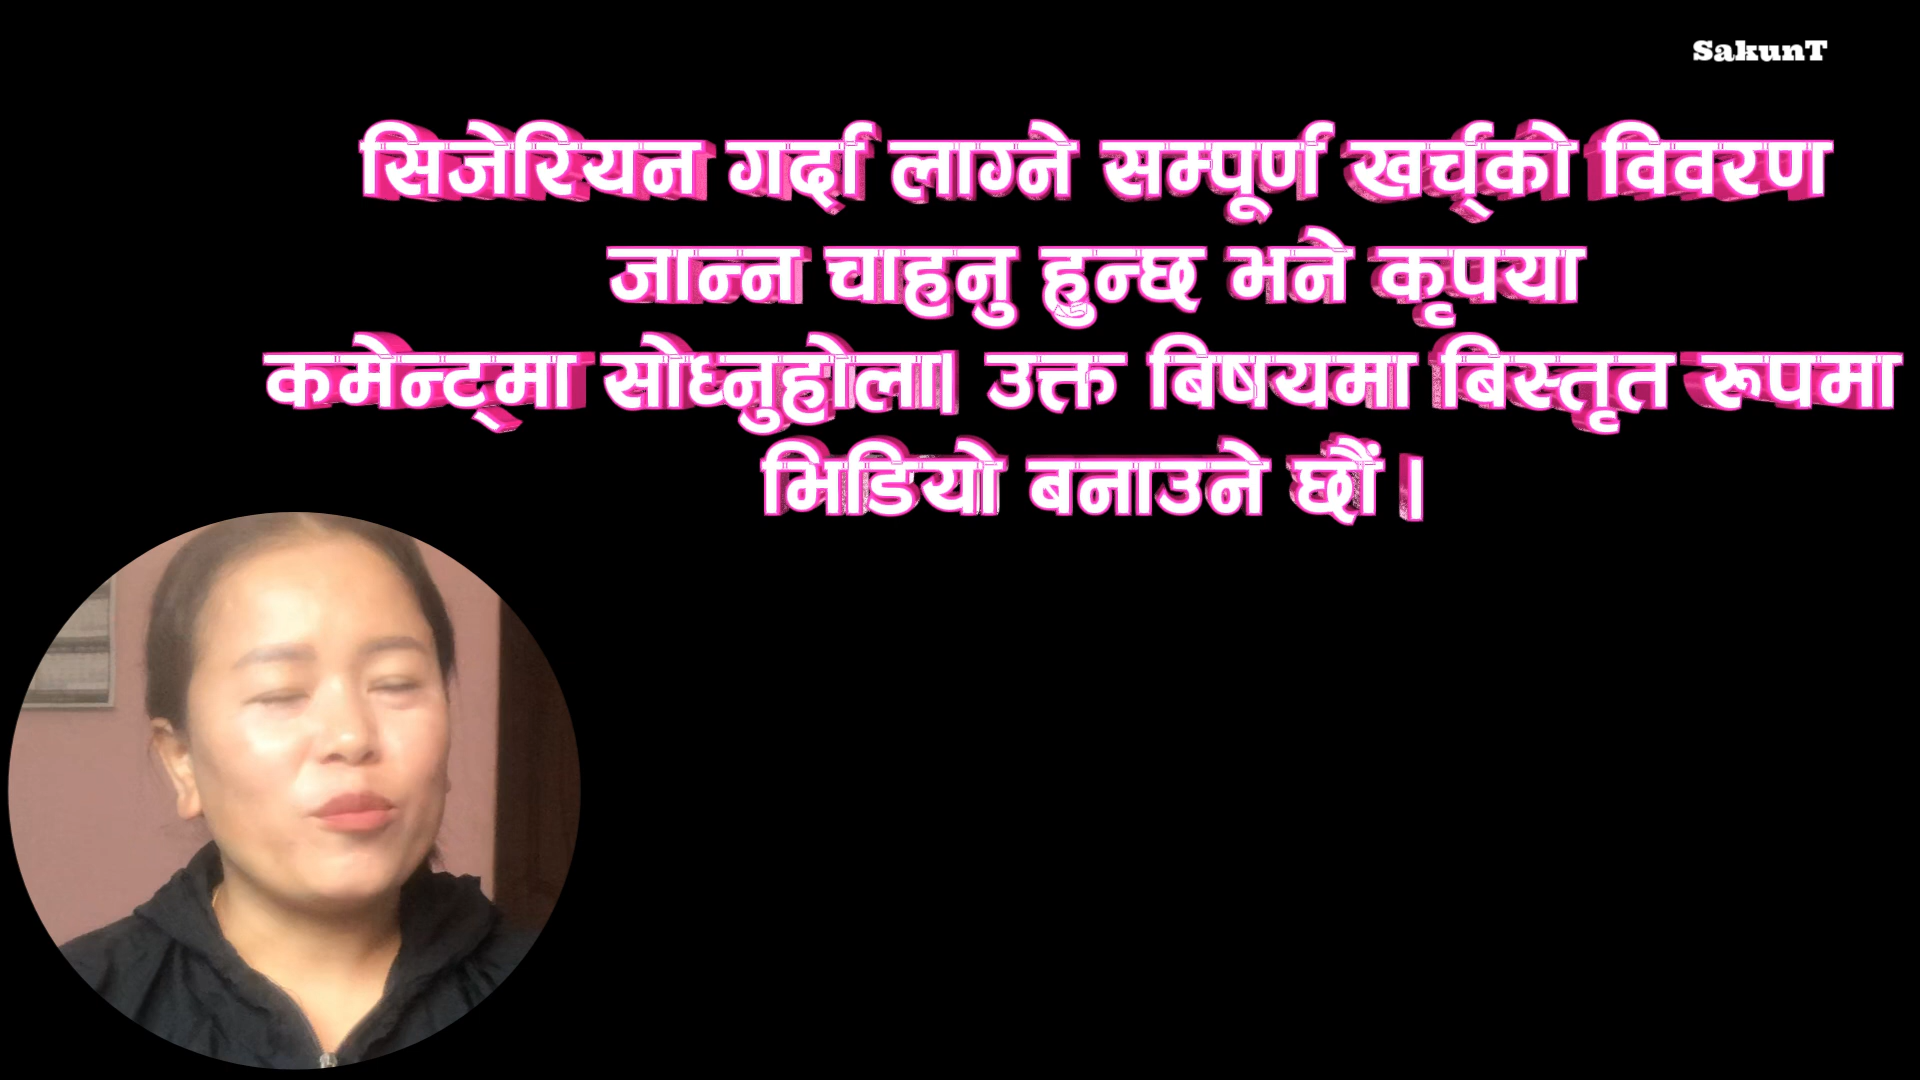 SakunT
सिजेरियन गर्दा लाग्ने सम्पूर्ण खर्च्को विवरण
जान्न चाहनु हुन्छ भने कृपया
कमेन्ट्मा सोध्नुहोला। उक्त बिषयमा बिस्तृत रूपमा
भिडियो बनाउने छौं ।